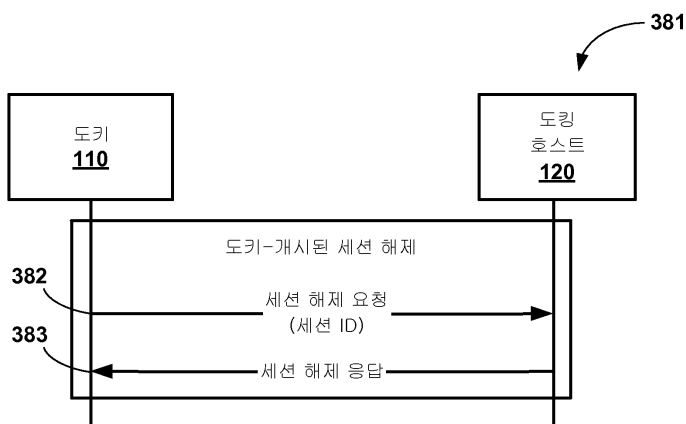 381
도키
110
도킹
호스트
120
도키-개시된 세션 해제
382
세션 해제 요청
(세션 ID)
383
세션 해제 응답